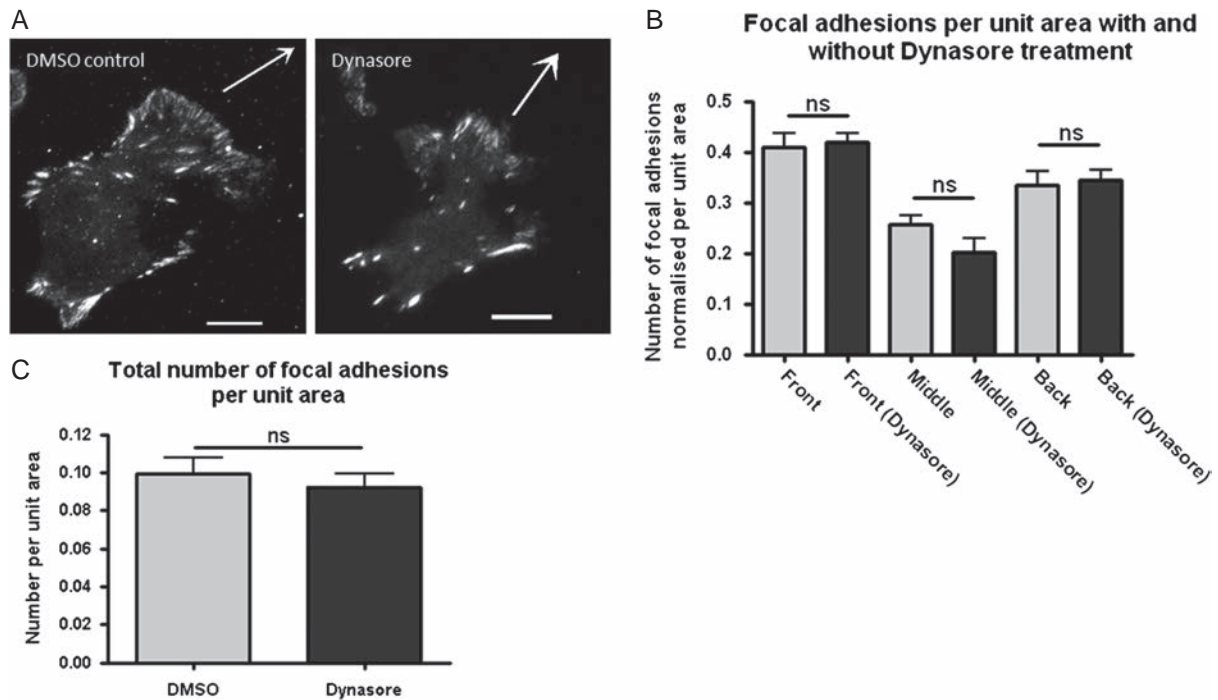 A
DMSO control
Dynasore
B
Focal adhesions per unit area with and
without Dynasore treatment
Number of focal adhesions
normalised per unit area
0.5
0.4
0.3
0.2
0.1
0.0
ns
ns
ns
Front
Front (Dynasore)
Middle
Middle (Dynasore)
Back
Back (Dynasore)
C
Total number of focal adhesions
per unit area
Number per unit area
0.12
0.10
0.08
0.06
0.04
0.02
0.00
ns
DMSO
Dynasore